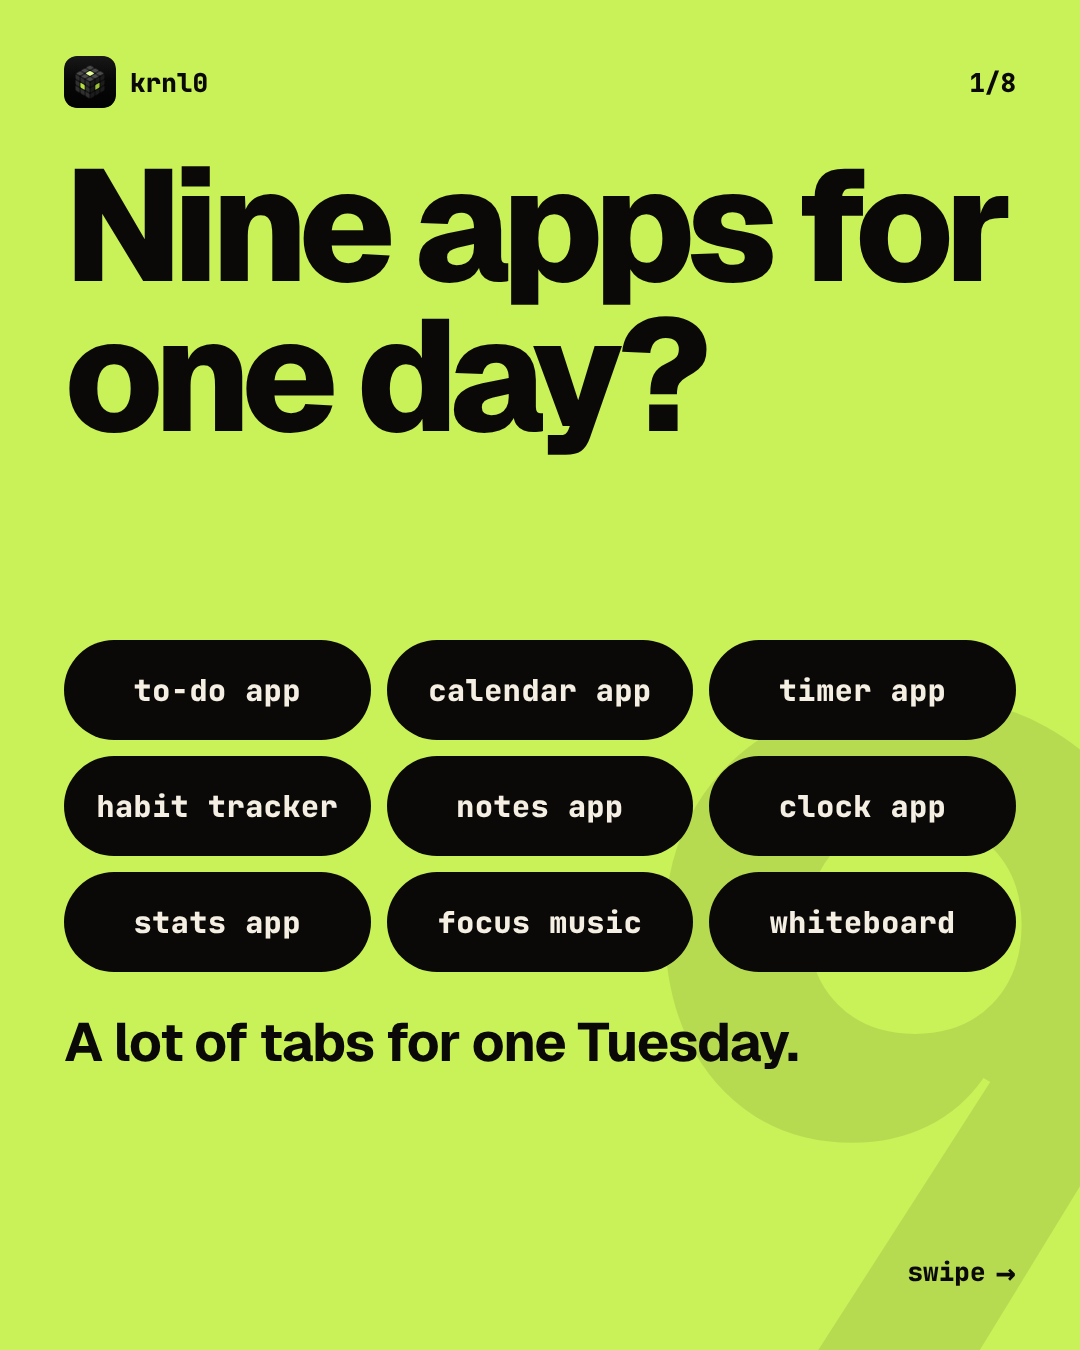 krnl0
1/8
Nine apps for
one day?
to-do app
calendar app
timer app
habit tracker
notes app
clock app
stats app
focus music
whiteboard
9
A lot of tabs for one Tuesday.
swipe →